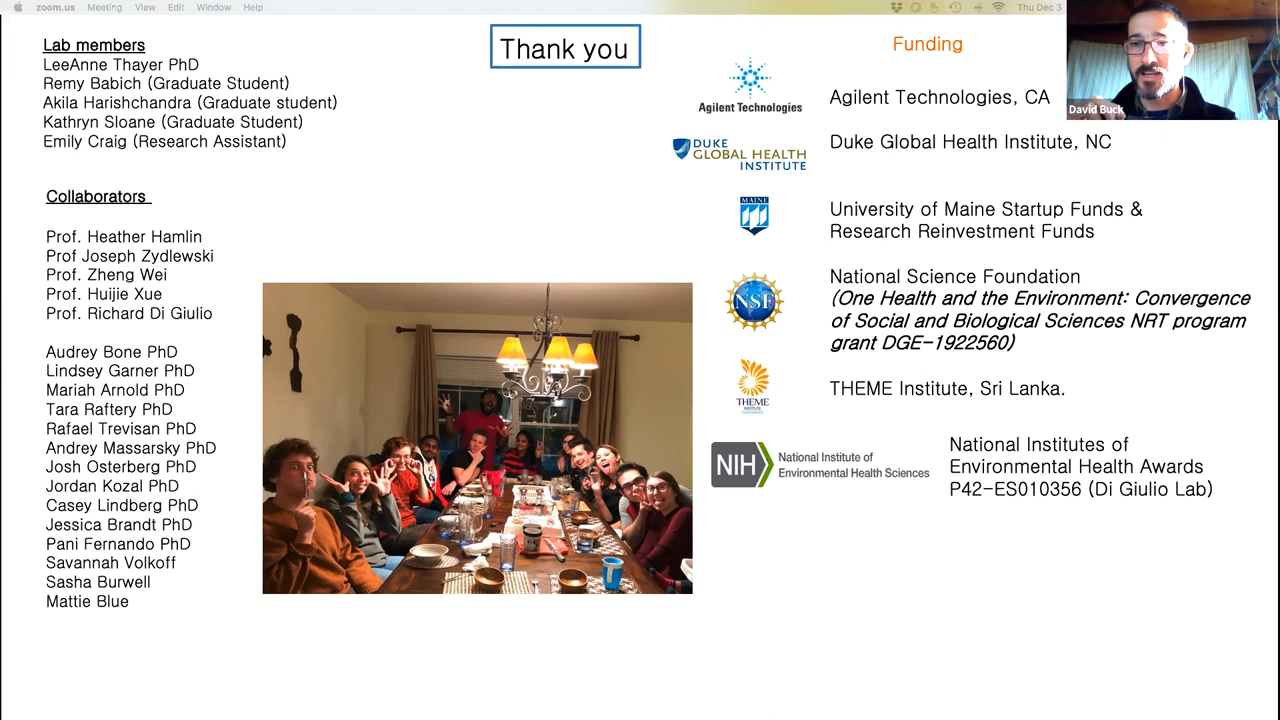 zoom.us Meeting View Edit Window Help
Thu Dec 3
Thank you
Lab members
LeeAnne Thayer PhD
Remy Babich (Graduate Student)
Akila Harishchandra (Graduate student)
Kathryn Sloane (Graduate Student)
Emily Craig (Research Assistant)
Collaborators
Prof. Heather Hamlin
Prof Joseph Zydlewski
Prof. Zheng Wei
Prof. Huijie Xue
Prof. Richard Di Giulio
Audrey Bone PhD
Lindsey Garner PhD
Mariah Arnold PhD
Tara Raftery PhD
Rafael Trevisan PhD
Andrey Massarsky PhD
Josh Osterberg PhD
Jordan Kozal PhD
Casey Lindberg PhD
Jessica Brandt PhD
Pani Fernando PhD
Savannah Volkoff
Sasha Burwell
Mattie Blue
Funding
Agilent Technologies
Agilent Technologies, CA
DUKE
GLOBAL HEALTH
INSTITUTE
Duke Global Health Institute, NC
MAINE
University of Maine Startup Funds &
Research Reinvestment Funds
NSF
National Science Foundation
(One Health and the Environment: Convergence
of Social and Biological Sciences NRT program
grant DGE-1922560)
THEME
INSTITUTE
THEME Institute, Sri Lanka.
NIH
National Institute of
Environmental Health Sciences
National Institutes of
Environmental Health Awards
P42-ES010356 (Di Giulio Lab)
David Buck